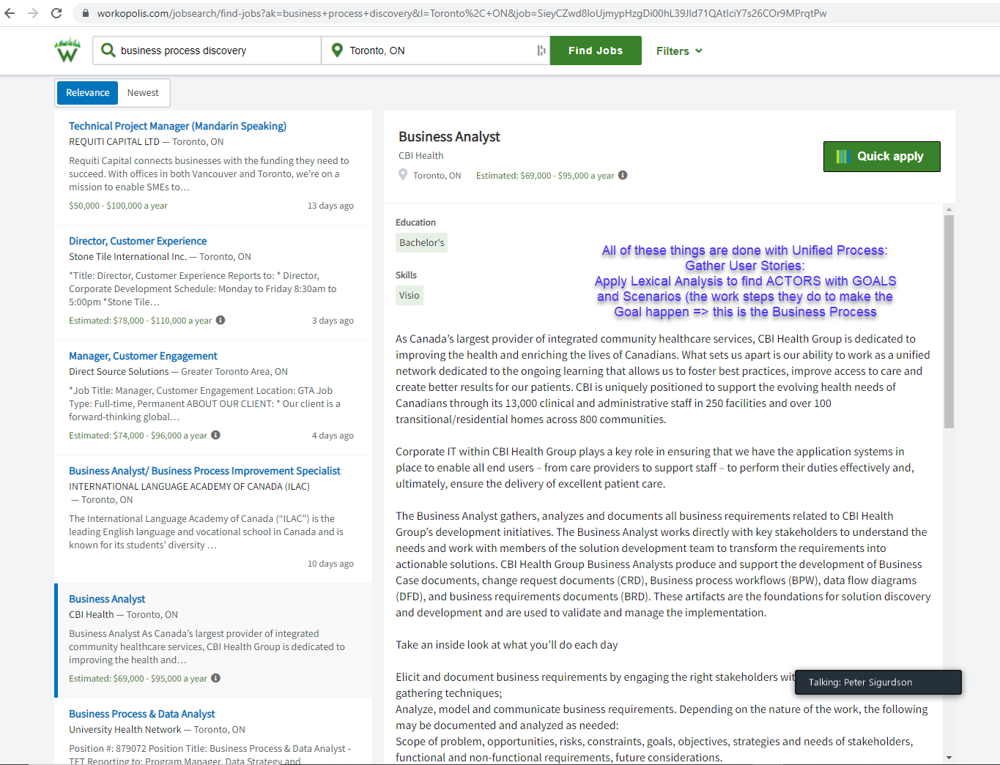 workopolis.com/jobsearch/find-jobs?ak=business+process+discovery&l=Toronto%2C+ON&job=SieyCZwd8IoUjmypHzgDi00hL39JId71QAtIciY7s26COr9MPrqtPw
W
business process discovery
Toronto, ON
Find Jobs
Filters
Relevance
Newest
Technical Project Manager (Mandarin Speaking)
REQUITI CAPITAL LTD — Toronto, ON
Requiti Capital connects businesses with the funding they need to
succeed. With offices in both Vancouver and Toronto, we're on a
mission to enable SMEs to…
$50,000 - $100,000 a year
13 days ago
Director, Customer Experience
Stone Tile International Inc. — Toronto, ON
*Title: Director, Customer Experience Reports to: * Director,
Corporate Development Schedule: Monday to Friday 8:30am to
5:00pm *Stone Tile…
Estimated: $78,000 - $110,000 a year
3 days ago
Manager, Customer Engagement
Direct Source Solutions — Greater Toronto Area, ON
*Job Title: Manager, Customer Engagement Location: GTA Job
Type: Full-time, Permanent ABOUT OUR CLIENT: * Our client is a
forward-thinking global…
Estimated: $74,000 - $96,000 a year
4 days ago
Business Analyst/ Business Process Improvement Specialist
INTERNATIONAL LANGUAGE ACADEMY OF CANADA (ILAC)
— Toronto, ON
The International Language Academy of Canada ("ILAC") is the
leading English language and vocational school in Canada and is
known for its students' diversity …
10 days ago
Business Analyst
CBI Health — Toronto, ON
Business Analyst As Canada's largest provider of integrated
community healthcare services, CBI Health Group is dedicated to
improving the health and…
Estimated: $69,000 - $95,000 a year
Business Process & Data Analyst
University Health Network — Toronto, ON
Position #: 879072 Position Title: Business Process & Data Analyst -
TFT Reporting to: Program Manager, Data Strategy and
Business Analyst
CBI Health
Toronto, ON
Estimated: $69,000 - $95,000 a year
Quick apply
Education
Bachelor's
Skills
Visio
All of these things are done with Unified Process:
Gather User Stories:
Apply Lexical Analysis to find ACTORS with GOALS
and Scenarios (the work steps they do to make the
Goal happen => this is the Business Process
As Canada's largest provider of integrated community healthcare services, CBI Health Group is dedicated to
improving the health and enriching the lives of Canadians. What sets us apart is our ability to work as a unified
network dedicated to the ongoing learning that allows us to foster best practices, improve access to care and
create better results for our patients. CBI is uniquely positioned to support the evolving health needs of
Canadians through its 13,000 clinical and administrative staff in 250 facilities and over 100
transitional/residential homes across 800 communities.
Corporate IT within CBI Health Group plays a key role in ensuring that we have the application systems in
place to enable all end users – from care providers to support staff – to perform their duties effectively and,
ultimately, ensure the delivery of excellent patient care.
The Business Analyst gathers, analyzes and documents all business requirements related to CBI Health
Group's development initiatives. The Business Analyst works directly with key stakeholders to understand the
needs and work with members of the solution development team to transform the requirements into
actionable solutions. CBI Health Group Business Analysts produce and support the development of Business
Case documents, change request documents (CRD), Business process workflows (BPW), data flow diagrams
(DFD), and business requirements documents (BRD). These artifacts are the foundations for solution discovery
and development and are used to validate and manage the implementation.
Take an inside look at what you'll do each day
Elicit and document business requirements by engaging the right stakeholders
gathering techniques;
Analyze, model and communicate business requirements. Depending on the nature of the work, the following
may be documented and analyzed as needed:
Scope of problem, opportunities, risks, constraints, goals, objectives, strategies and needs of stakeholders,
functional and non-functional requirements, future considerations.
Talking: Peter Sigurdson